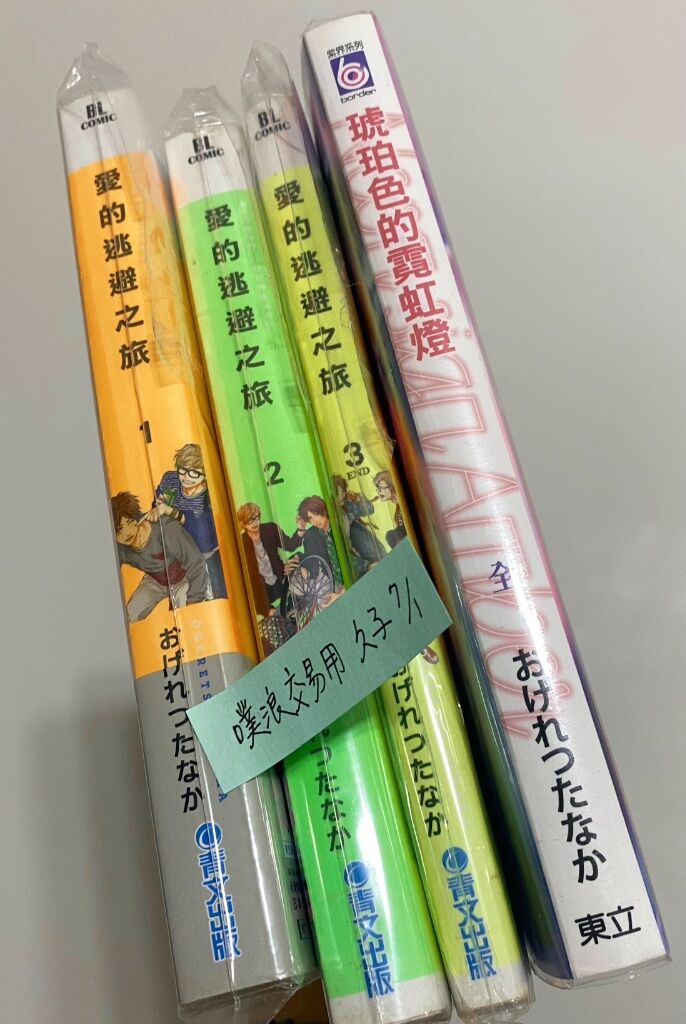 BL
COMIC
愛的逃避之旅
1
おげれつたなか
青文出版
BL
COMIC
愛的逃避之旅
2
つたなか
青文出版
BL
COMIC
愛的逃避之旅
3
END
おげれつたなか
青文出版
紫界系列
border
琥珀色的霓虹燈
全
おげれつたなか
東立
噗浪交易用 久子 7/1